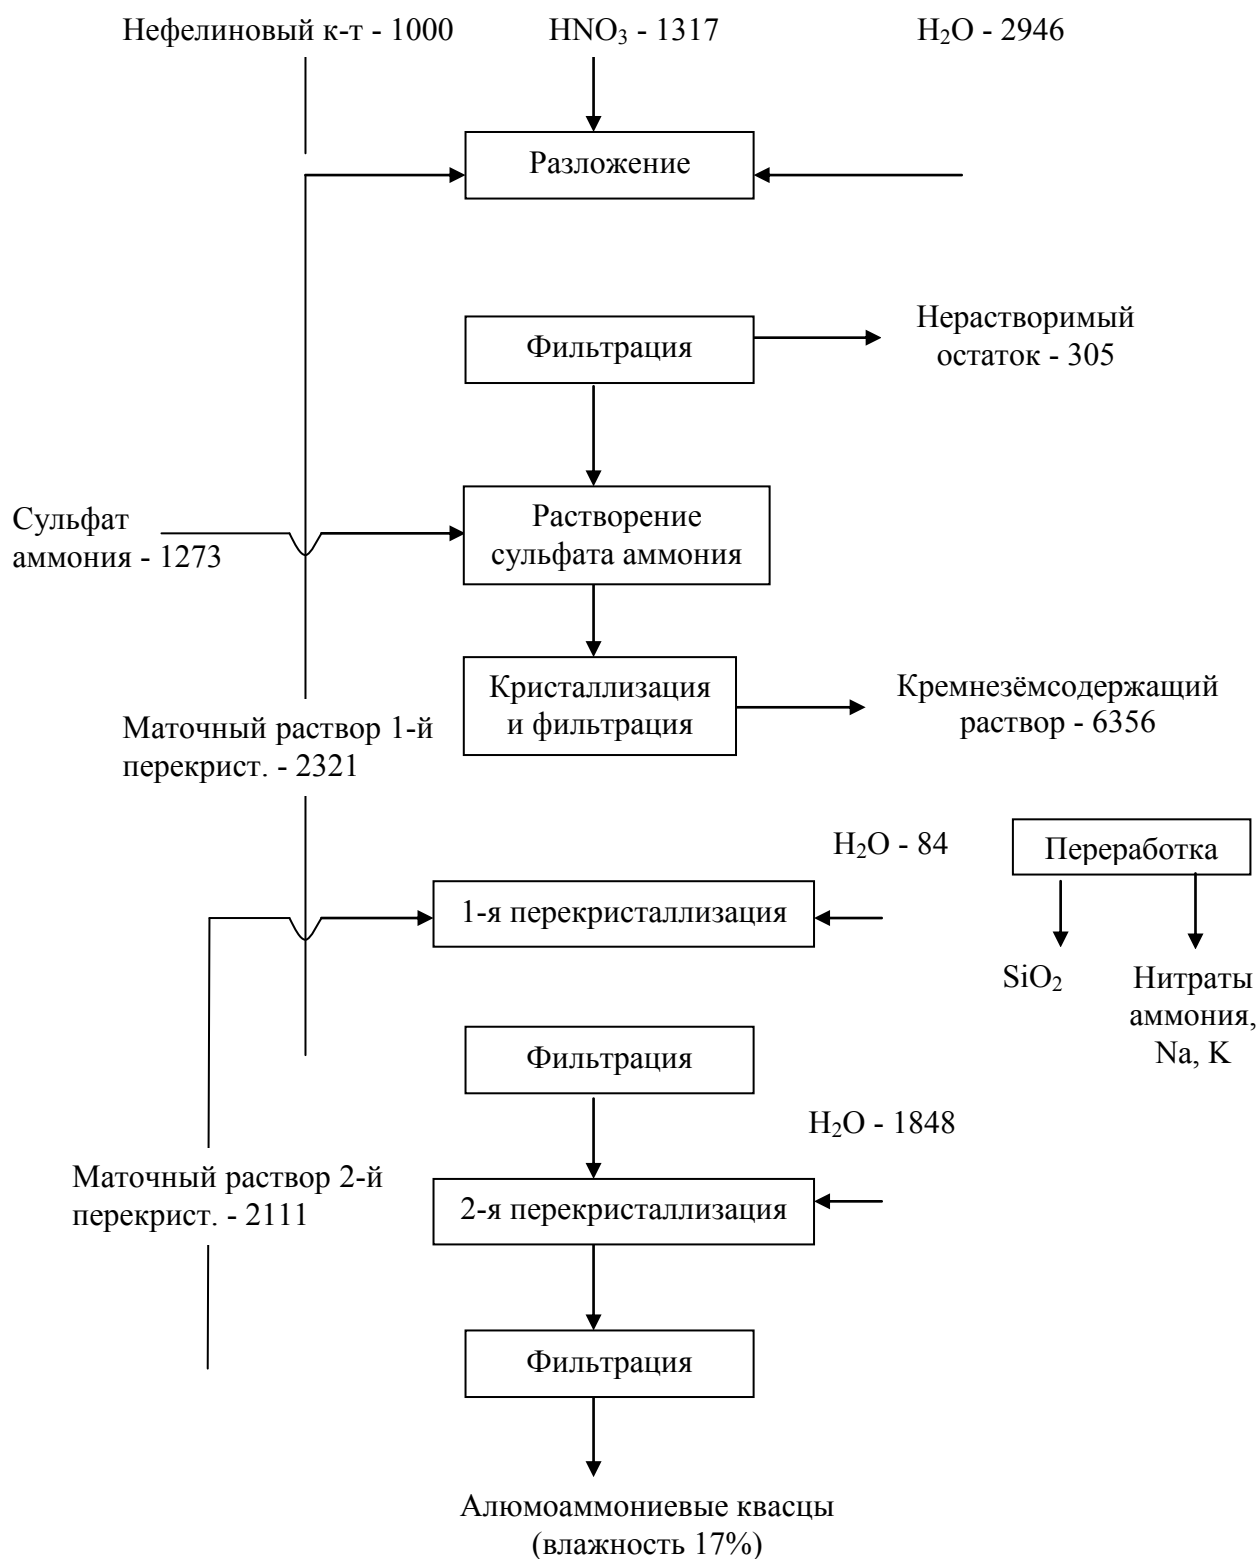 Нефелиновый к-т - 1000
HNO₃ - 1317
H₂O - 2946
Разложение
Фильтрация
Нерастворимый
остаток - 305
Сульфат
аммония - 1273
Растворение
сульфата аммония
Кристаллизация
и фильтрация
Кремнезёмсодержащий
раствор - 6356
Маточный раствор 1-й
перекрист. - 2321
H₂O - 84
Переработка
1-я перекристаллизация
SiO₂
Нитраты
аммония,
Na, K
Фильтрация
H₂O - 1848
Маточный раствор 2-й
перекрист. - 2111
2-я перекристаллизация
Фильтрация
Алюмоаммониевые квасцы
(влажность 17%)